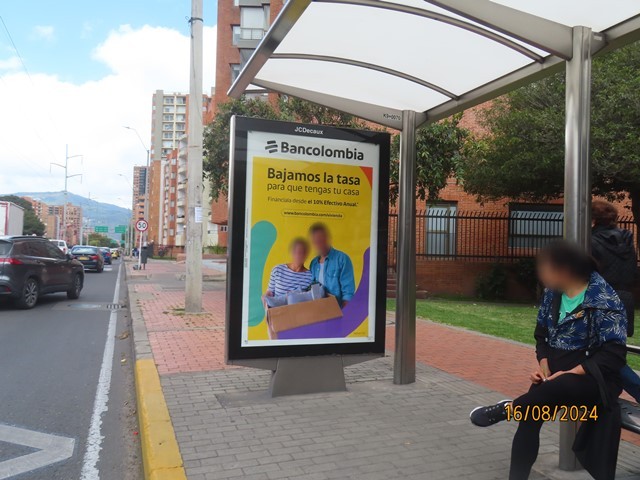 JCDecaux
Bancolombia
Bajamos la tasa
para que tengas tu casa
Financiala desde el 10% Efectivo Anual.*
50
16/08/2024